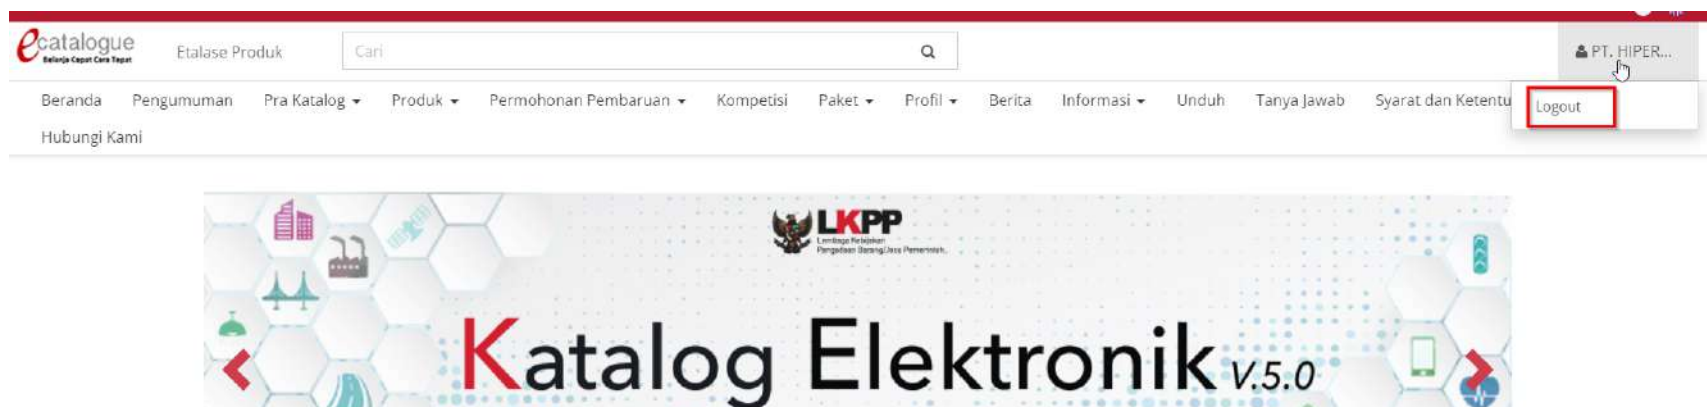 ecatalogue
Belanja Cepat Cara Tepat
Etalase Produk
Cari
PT. HIPER...
Beranda Pengumuman Pra Katalog Produk Permohonan Pembaruan Kompetisi Paket Profil Berita Informasi Unduh Tanya Jawab Syarat dan Ketentu
Logout
Hubungi Kami
LKPP
Lembaga Kebijakan
Pengadaan Barang/Jasa Pemerintah
Katalog Elektronik v.5.0